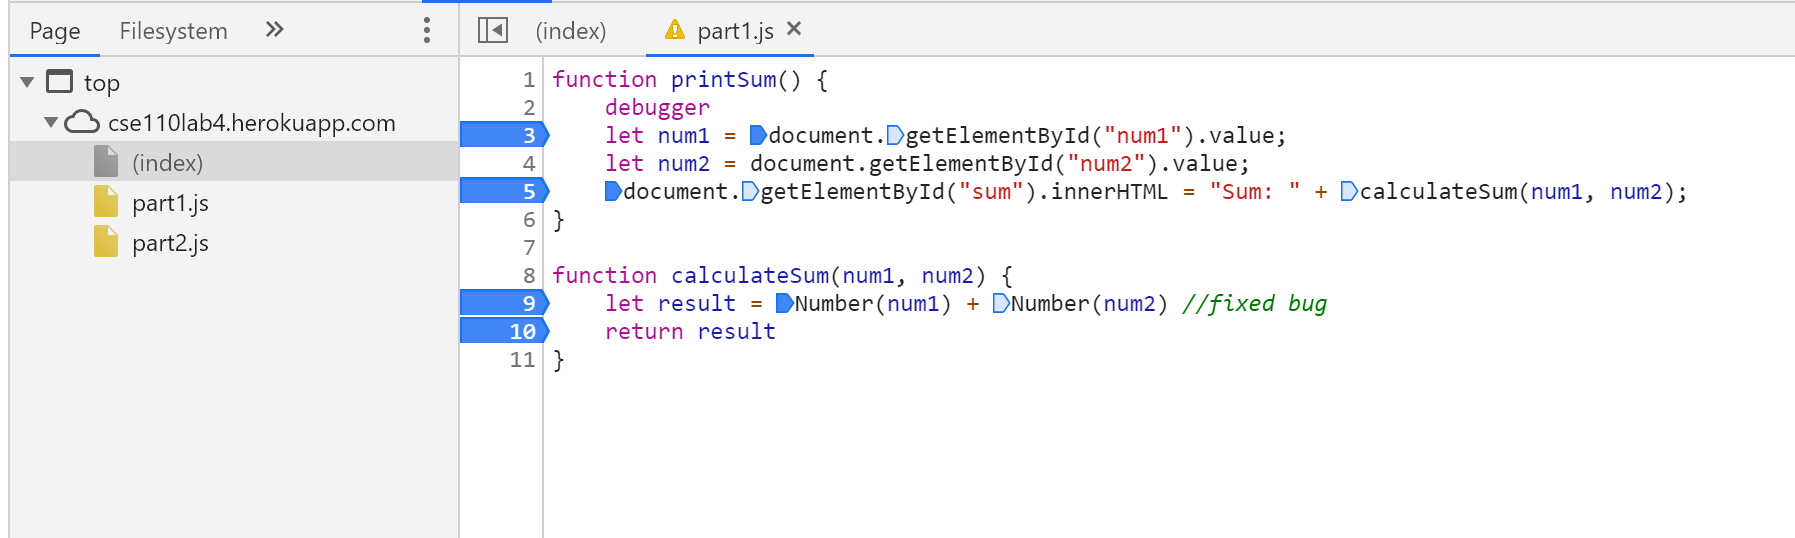 Page Filesystem
(index) part1.js
top
cse110lab4.herokuapp.com
(index)
part1.js
part2.js
1 function printSum() {
2     debugger
3     let num1 = document.getElementById("num1").value;
4     let num2 = document.getElementById("num2").value;
5     document.getElementById("sum").innerHTML = "Sum: " + calculateSum(num1, num2);
6 }
7
8 function calculateSum(num1, num2) {
9     let result = Number(num1) + Number(num2) //fixed bug
10     return result
11 }